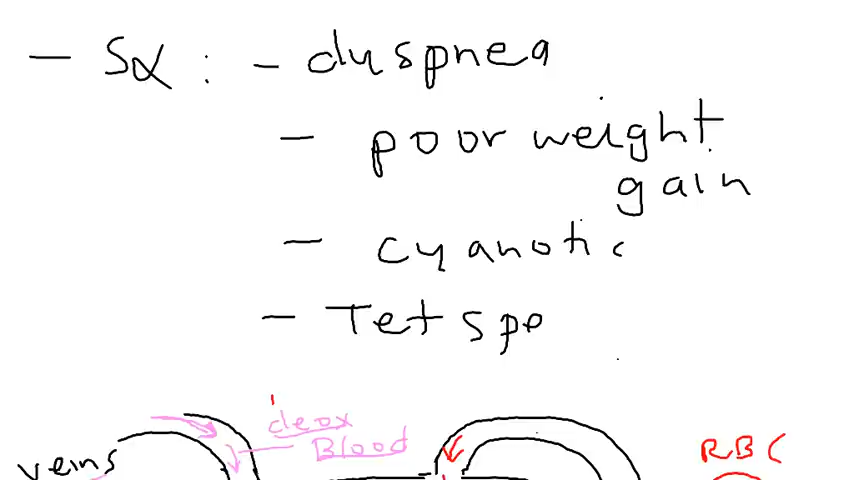 - Sx : - dyspnea
- poor weight
gain
- cyanotic
- Tet spe
deox
Blood
RBC
veins